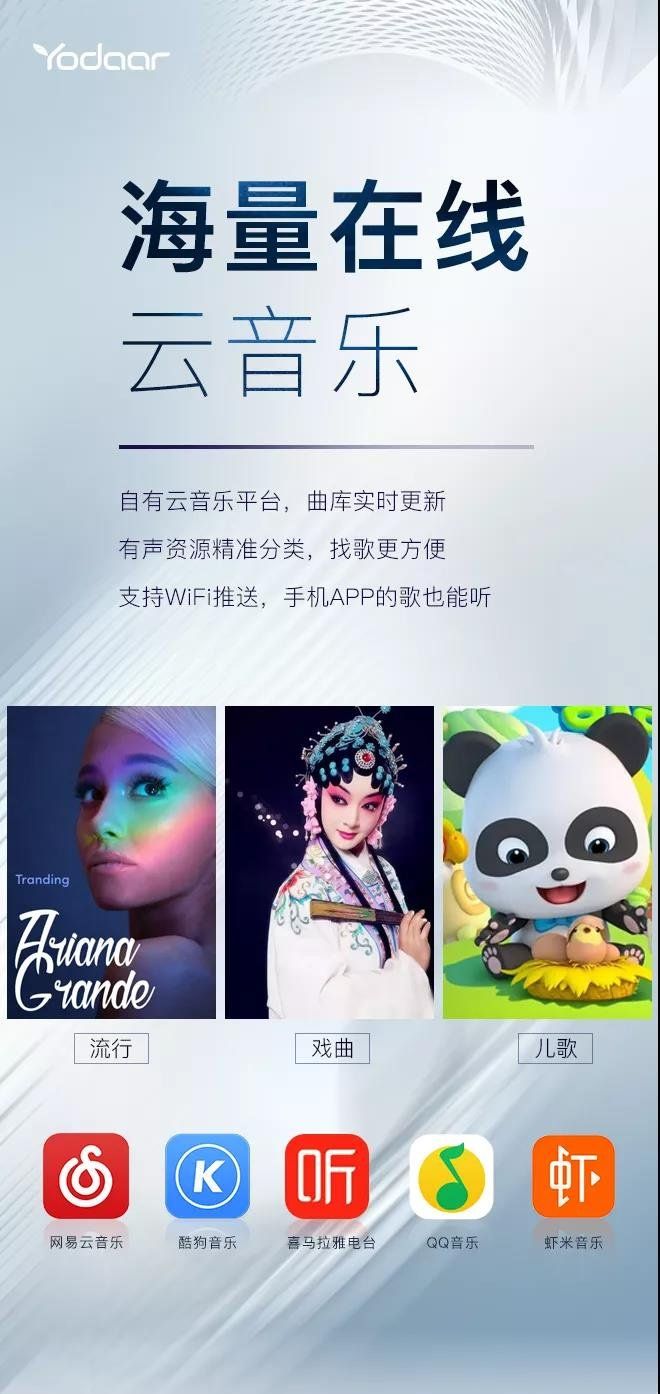 Yodaar
海量在线
云音乐
自有云音乐平台，曲库实时更新
有声资源精准分类，找歌更方便
支持WiFi推送，手机APP的歌也能听
Tranding
Ariana
Grande
流行
戏曲
儿歌
K
听
虾
网易云音乐
酷狗音乐
喜马拉雅电台
QQ音乐
虾米音乐